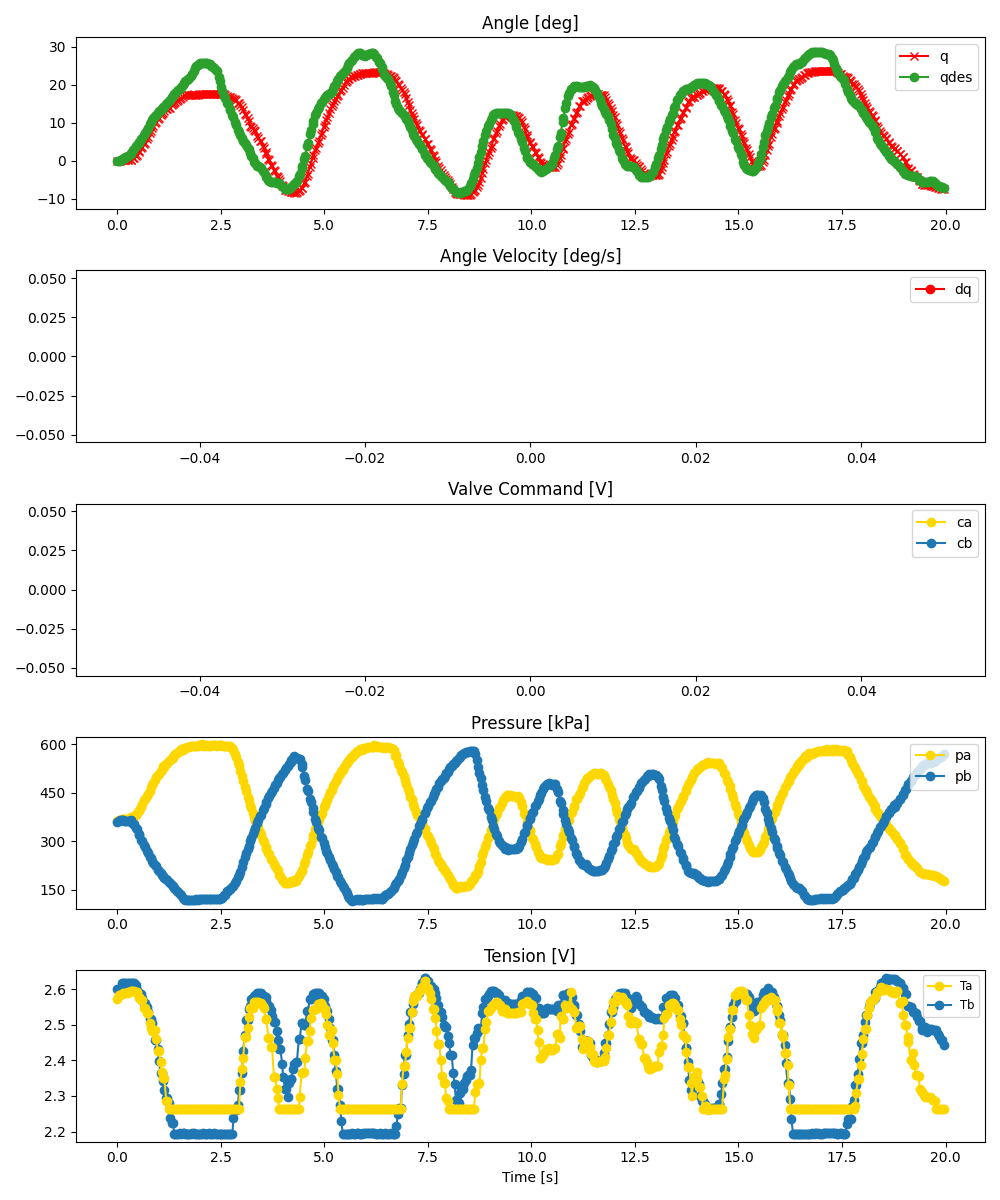 Angle [deg]
30
20
10
0
−10
q
qdes
0.0 2.5 5.0 7.5 10.0 12.5 15.0 17.5 20.0
Angle Velocity [deg/s]
0.050
0.025
0.000
−0.025
−0.050
dq
−0.04 −0.02 0.00 0.02 0.04
Valve Command [V]
0.050
0.025
0.000
−0.025
−0.050
ca
cb
−0.04 −0.02 0.00 0.02 0.04
Pressure [kPa]
600
450
300
150
pa
pb
0.0 2.5 5.0 7.5 10.0 12.5 15.0 17.5 20.0
Tension [V]
2.6
2.5
2.4
2.3
2.2
Ta
Tb
0.0 2.5 5.0 7.5 10.0 12.5 15.0 17.5 20.0
Time [s]